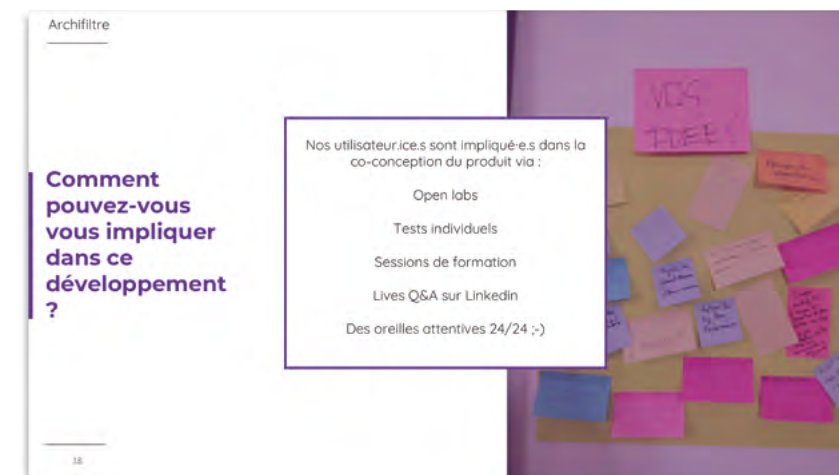 Archifiltre
Comment
pouvez-vous
vous impliquer
dans ce
développement
?
Nos utilisateur.ice.s sont impliqué·e.s dans la
co-conception du produit via :
Open labs
Tests individuels
Sessions de formation
Lives Q&A sur Linkedin
Des oreilles attentives 24/24 ;-)
VOS
18